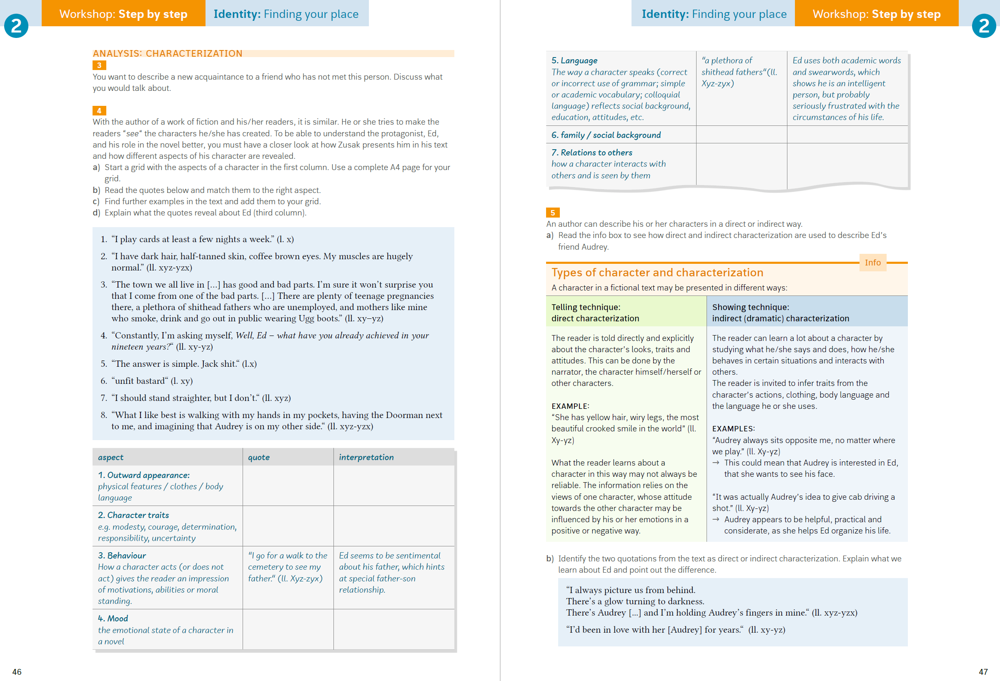 2
Workshop: Step by step
Identity: Finding your place
ANALYSIS: CHARACTERIZATION
3
You want to describe a new acquaintance to a friend who has not met this person. Discuss what
you would talk about.
4
With the author of a work of fiction and his/her readers, it is similar. He or she tries to make the
readers “see“ the characters he/she has created. To be able to understand the protagonist, Ed,
and his role in the novel better, you must have a closer look at how Zusak presents him in his text
and how different aspects of his character are revealed.
a) Start a grid with the aspects of a character in the first column. Use a complete A4 page for your
grid.
b) Read the quotes below and match them to the right aspect.
c) Find further examples in the text and add them to your grid.
d) Explain what the quotes reveal about Ed (third column).
1. “I play cards at least a few nights a week.” (l. x)
2. “I have dark hair, half-tanned skin, coffee brown eyes. My muscles are hugely
normal.” (ll. xyz-yzx)
3. “The town we all live in [...] has good and bad parts. I’m sure it won’t surprise you
that I come from one of the bad parts. [...] There are plenty of teenage pregnancies
there, a plethora of shithead fathers who are unemployed, and mothers like mine
who smoke, drink and go out in public wearing Ugg boots.” (ll. xy–yz)
4. “Constantly, I’m asking myself, Well, Ed – what have you already achieved in your
nineteen years?“ (ll. xy-yz)
5. “The answer is simple. Jack shit.“ (l.x)
6. “unfit bastard“ (l. xy)
7. “I should stand straighter, but I don’t.“ (ll. xyz)
8. “What I like best is walking with my hands in my pockets, having the Doorman next
to me, and imagining that Audrey is on my other side.“ (ll. xyz-yzx)
aspect
quote
interpretation
1. Outward appearance:
physical features / clothes / body
language
2. Character traits
e.g. modesty, courage, determination,
responsibility, uncertainty
3. Behaviour
How a character acts (or does not
act) gives the reader an impression
of motivations, abilities or moral
standing.
“I go for a walk to the
cemetery to see my
father.“ (ll. Xyz-zyx)
Ed seems to be sentimental
about his father, which hints
at special father-son
relationship.
4. Mood
the emotional state of a character in
a novel
46
Identity: Finding your place
Workshop: Step by step
2
5. Language
The way a character speaks (correct
or incorrect use of grammar; simple
or academic vocabulary; colloquial
language) reflects social background,
education, attitudes, etc.
“a plethora of
shithead fathers“(ll.
Xyz-zyx)
Ed uses both academic words
and swearwords, which
shows he is an intelligent
person, but probably
seriously frustrated with the
circumstances of his life.
6. family / social background
7. Relations to others
how a character interacts with
others and is seen by them
5
An author can describe his or her characters in a direct or indirect way.
a) Read the info box to see how direct and indirect characterization are used to describe Ed’s
friend Audrey.
Info
Types of character and characterization
A character in a fictional text may be presented in different ways:
Telling technique:
direct characterization
The reader is told directly and explicitly
about the character’s looks, traits and
attitudes. This can be done by the
narrator, the character himself/herself or
other characters.
EXAMPLE:
“She has yellow hair, wiry legs, the most
beautiful crooked smile in the world” (ll.
Xy-yz)
What the reader learns about a
character in this way may not always be
reliable. The information relies on the
views of one character, whose attitude
towards the other character may be
influenced by his or her emotions in a
positive or negative way.
Showing technique:
indirect (dramatic) characterization
The reader can learn a lot about a character by
studying what he/she says and does, how he/she
behaves in certain situations and interacts with
others.
The reader is invited to infer traits from the
character’s actions, clothing, body language and
the language he or she uses.
EXAMPLES:
“Audrey always sits opposite me, no matter where
we play.” (ll. Xy-yz)
→ This could mean that Audrey is interested in Ed,
that she wants to see his face.
“It was actually Audrey’s idea to give cab driving a
shot.” (ll. Xy-yz)
→ Audrey appears to be helpful, practical and
considerate, as she helps Ed organize his life.
b) Identify the two quotations from the text as direct or indirect characterization. Explain what we
learn about Ed and point out the difference.
“I always picture us from behind.
There’s a glow turning to darkness.
There’s Audrey [...] and I’m holding Audrey’s fingers in mine.“ (ll. xyz-yzx)
“I’d been in love with her [Audrey] for years.“ (ll. xy-yz)
47